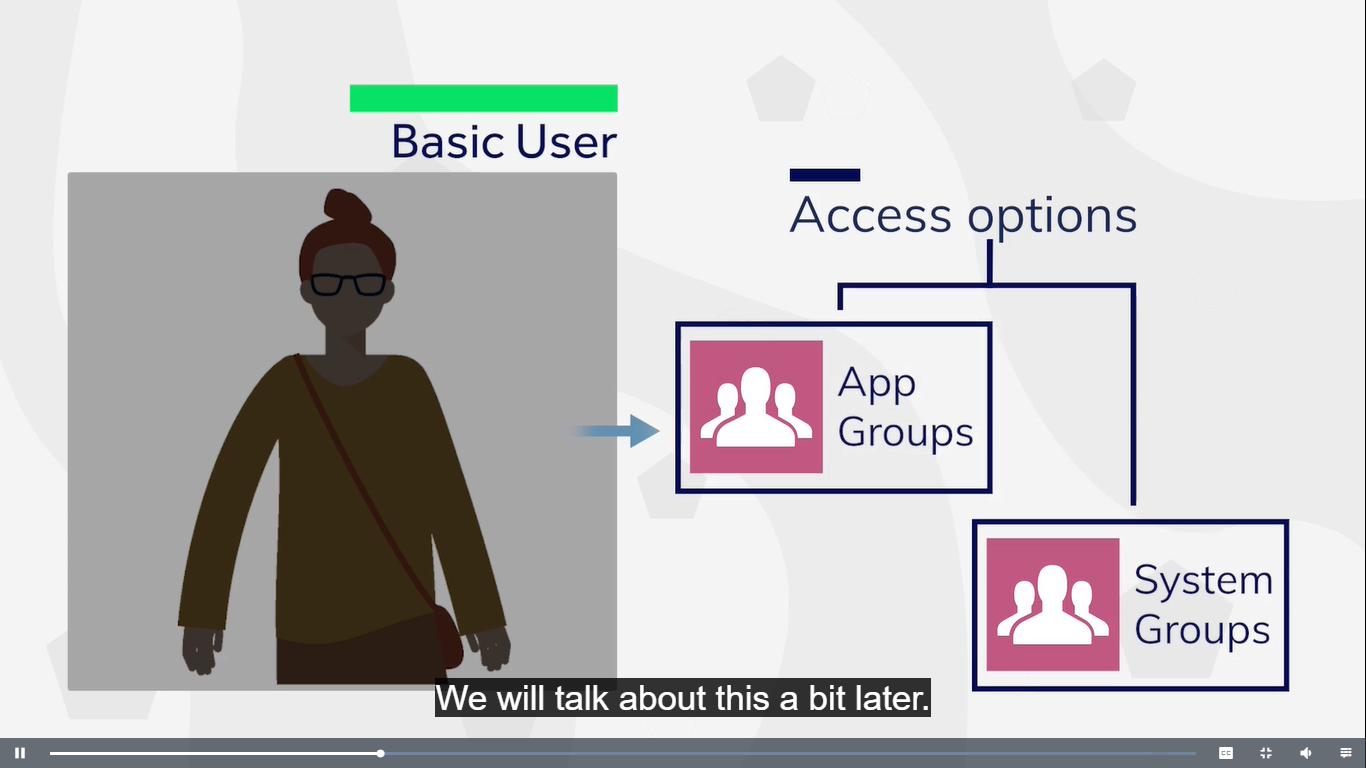 Basic User
Access options
App
Groups
System
Groups
We will talk about this a bit later.
CC